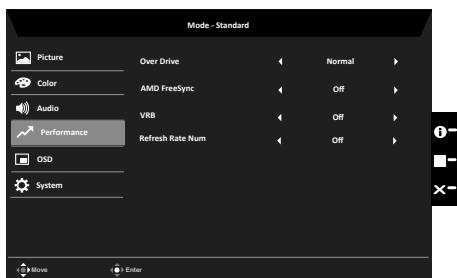 Mode - Standard
Picture
Color
Audio
Performance
OSD
System
Over Drive Normal
AMD FreeSync Off
VRB Off
Refresh Rate Num Off
Move Enter